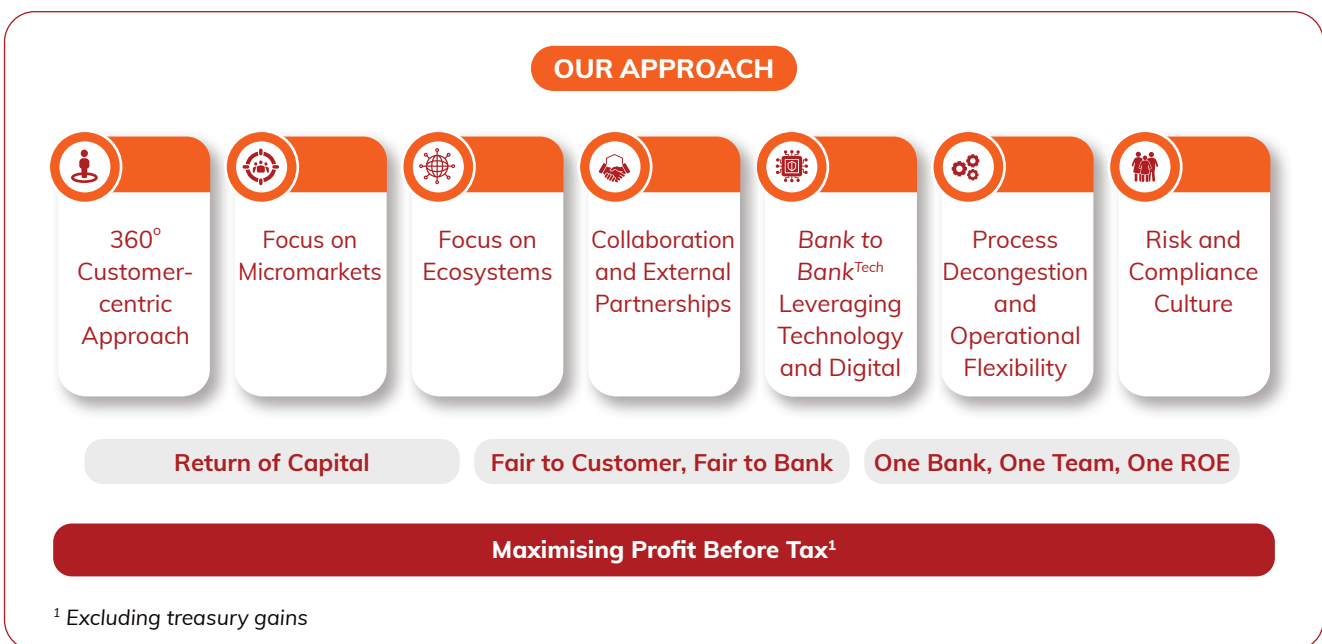 OUR APPROACH
360°
Customer-
centric
Approach
Focus on
Micromarkets
Focus on
Ecosystems
Collaboration
and External
Partnerships
Bank to
Bank^Tech
Leveraging
Technology
and Digital
Process
Decongestion
and
Operational
Flexibility
Risk and
Compliance
Culture
Return of Capital
Fair to Customer, Fair to Bank
One Bank, One Team, One ROE
Maximising Profit Before Tax¹
¹ Excluding treasury gains